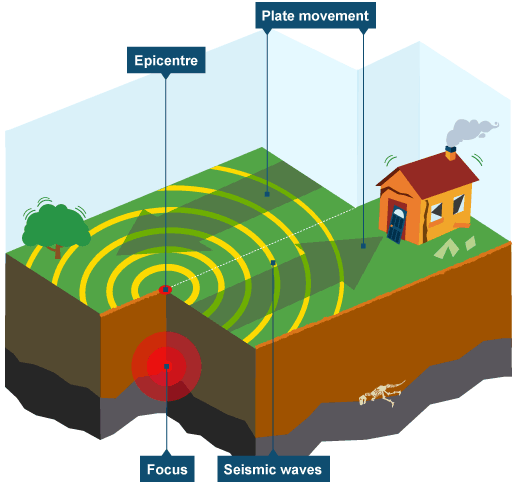 Plate movement
Epicentre
Focus
Seismic waves